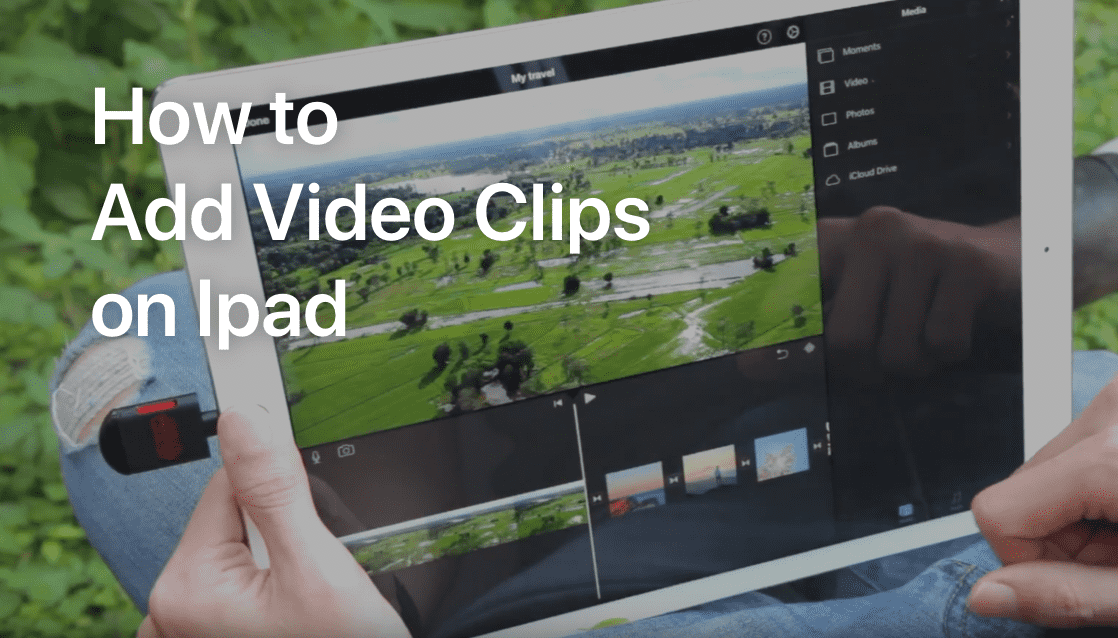 How to
Add Video Clips
on Ipad
My travel
Media
Moments
Video
Photos
Albums
iCloud Drive